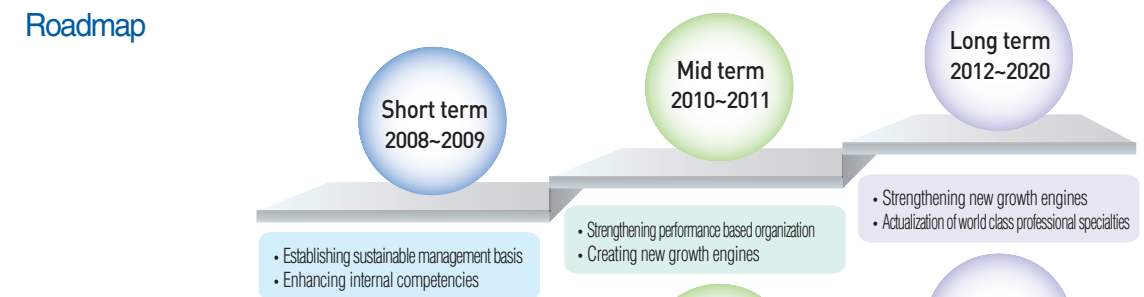 Roadmap
Short term
2008~2009
• Establishing sustainable management basis
• Enhancing internal competencies
Mid term
2010~2011
• Strengthening performance based organization
• Creating new growth engines
Long term
2012~2020
• Strengthening new growth engines
• Actualization of world class professional specialties